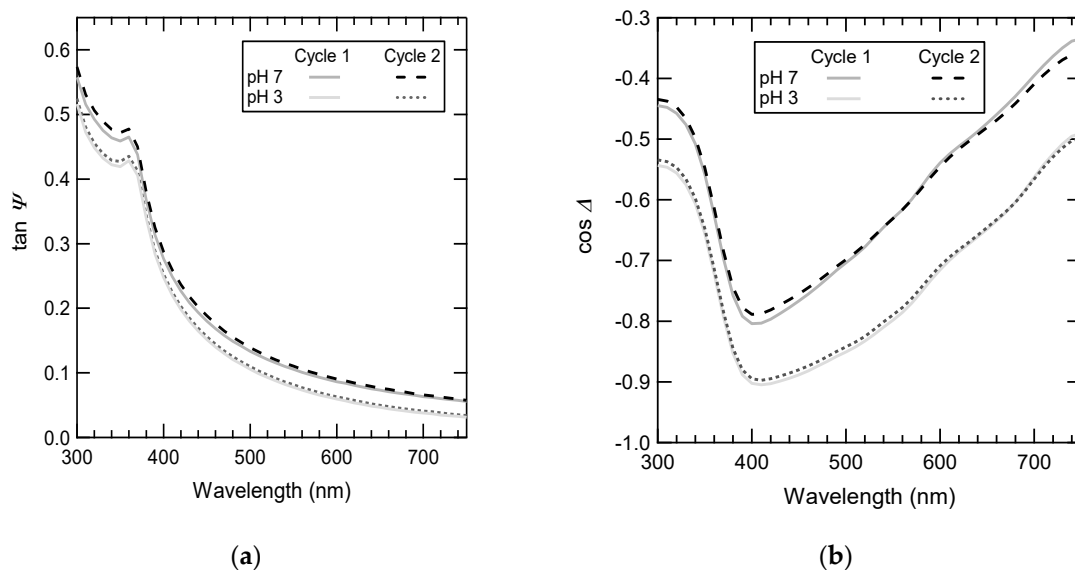 0.6
0.5
0.4
0.3
0.2
0.1
0.0
tan Ψ
Cycle 1 Cycle 2
pH 7
pH 3
300 400 500 600 700
Wavelength (nm)
(a)
-0.3
-0.4
-0.5
-0.6
-0.7
-0.8
-0.9
-1.0
cos Δ
Cycle 1 Cycle 2
pH 7
pH 3
300 400 500 600 700
Wavelength (nm)
(b)